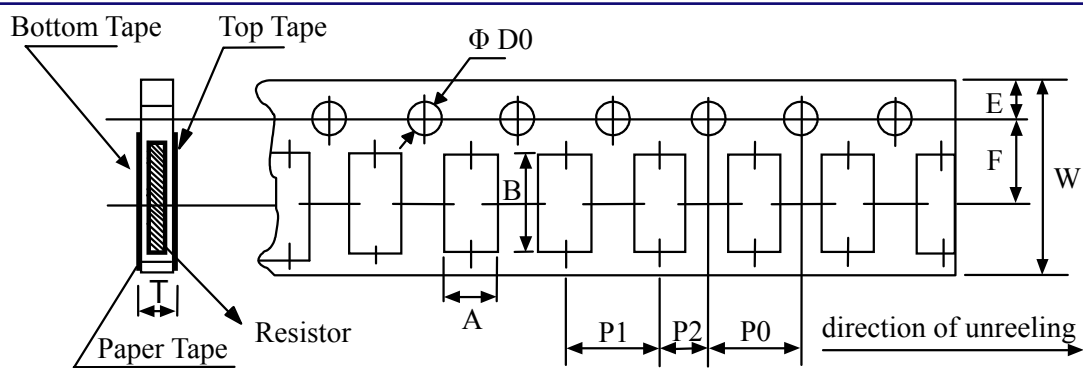 Bottom Tape
Top Tape
Φ D0
E
F
W
B
T
A
P1
P2
P0
Resistor
Paper Tape
direction of unreeling